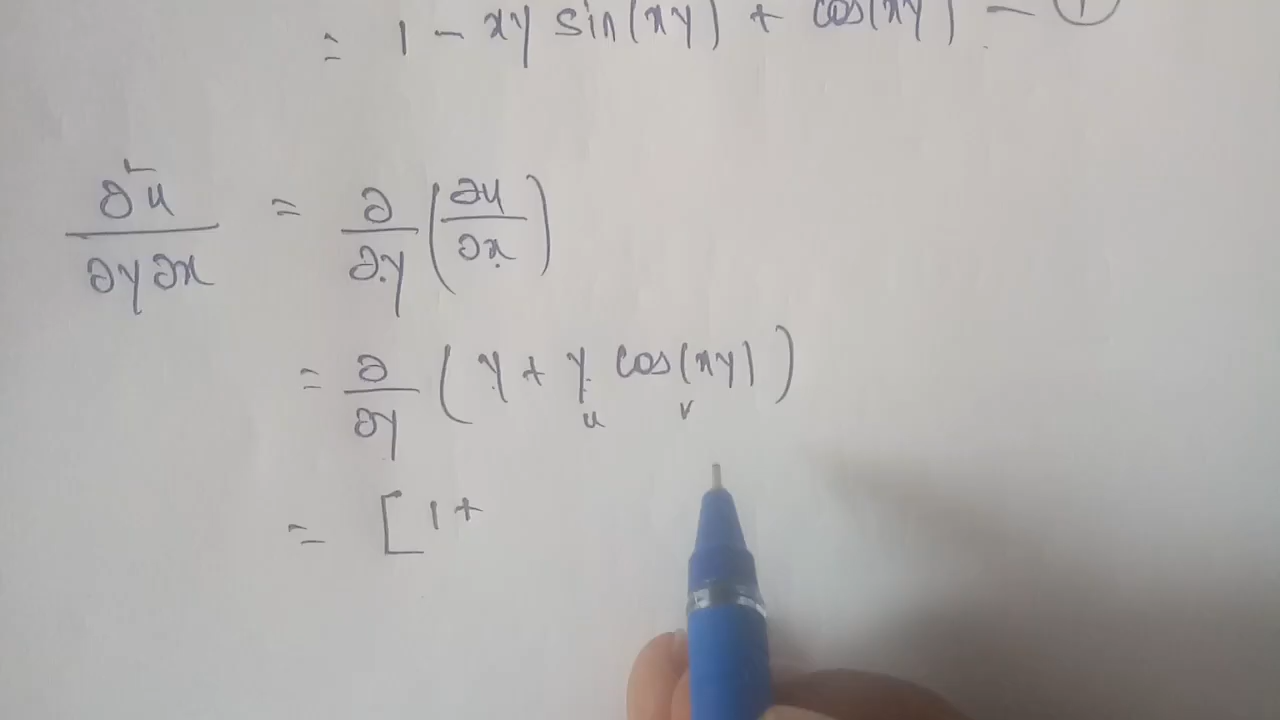 = 1 - xy sin(xy) + cos(xy) — ①
∂²u/∂y∂x = ∂/∂y (∂u/∂x)
= ∂/∂y (y + y cos(xy))
u v
= [1 +